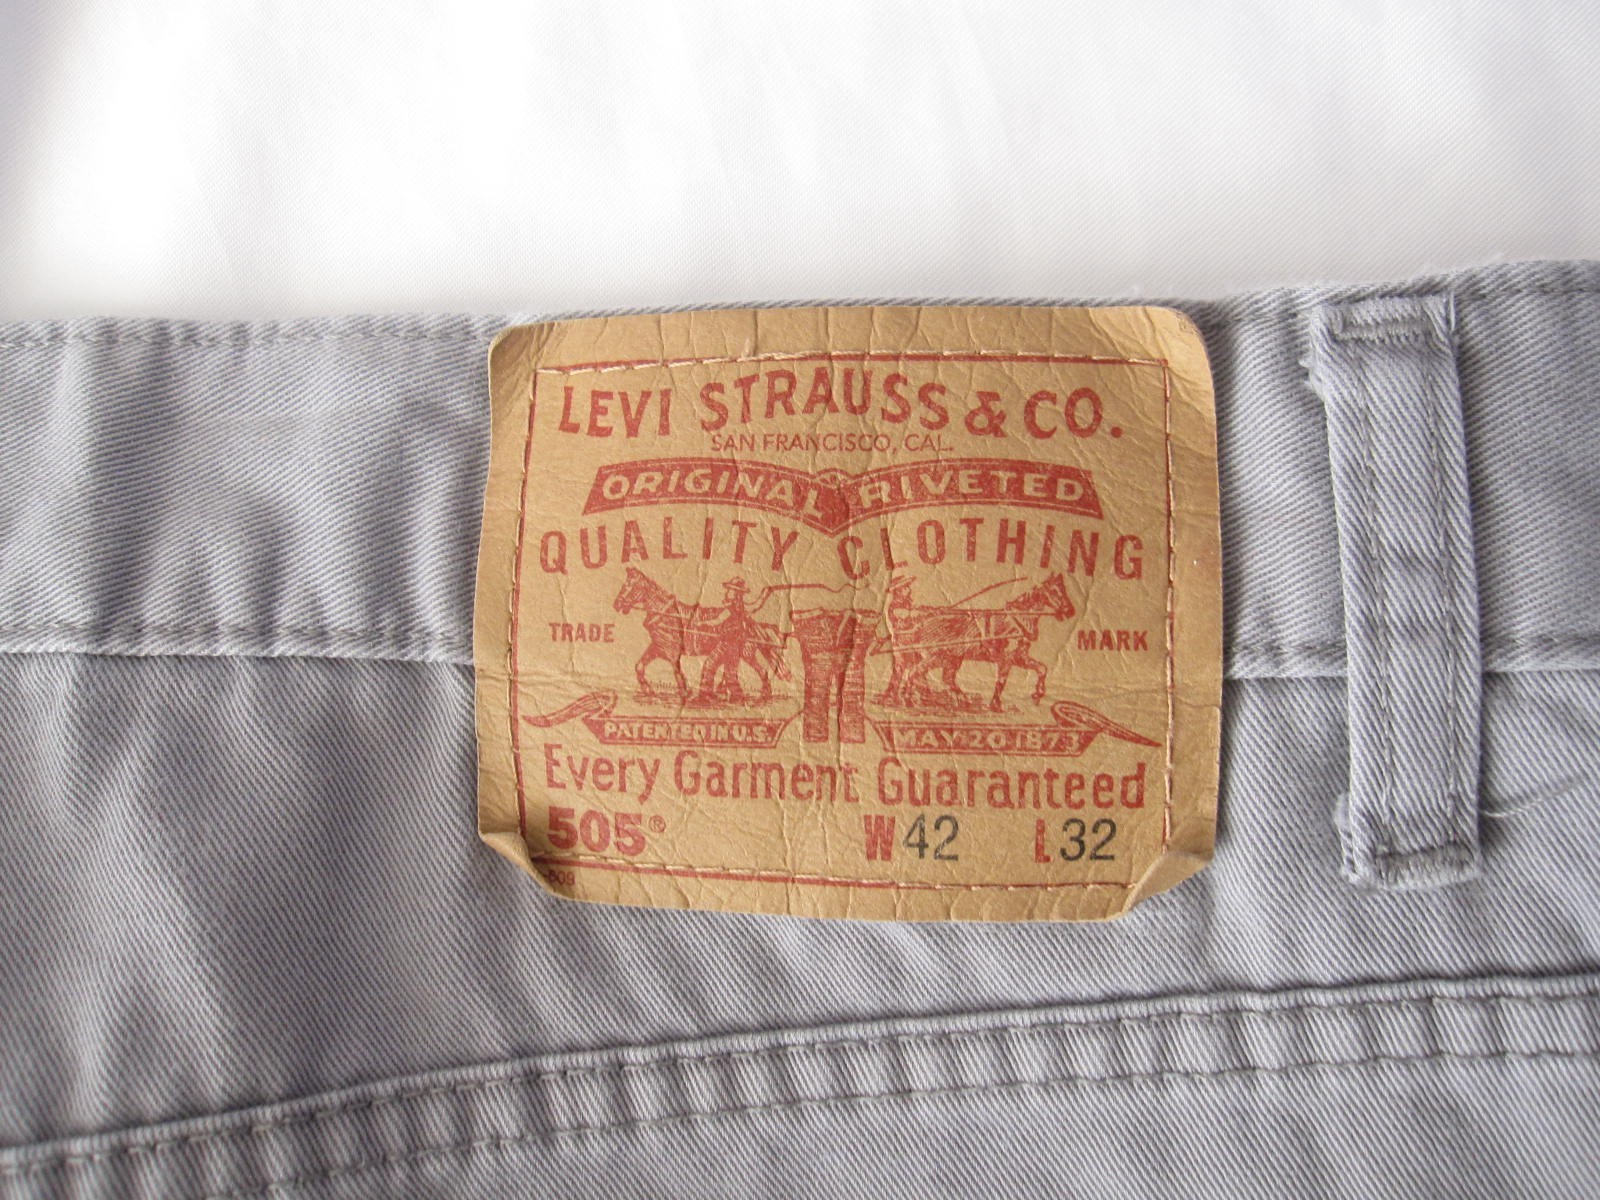 LEVI STRAUSS & CO.
SAN FRANCISCO, CAL.
ORIGINAL RIVETED
QUALITY CLOTHING
TRADE MARK
PATENTED IN U.S. MAY 20 1873
Every Garment Guaranteed
505® W42 L32